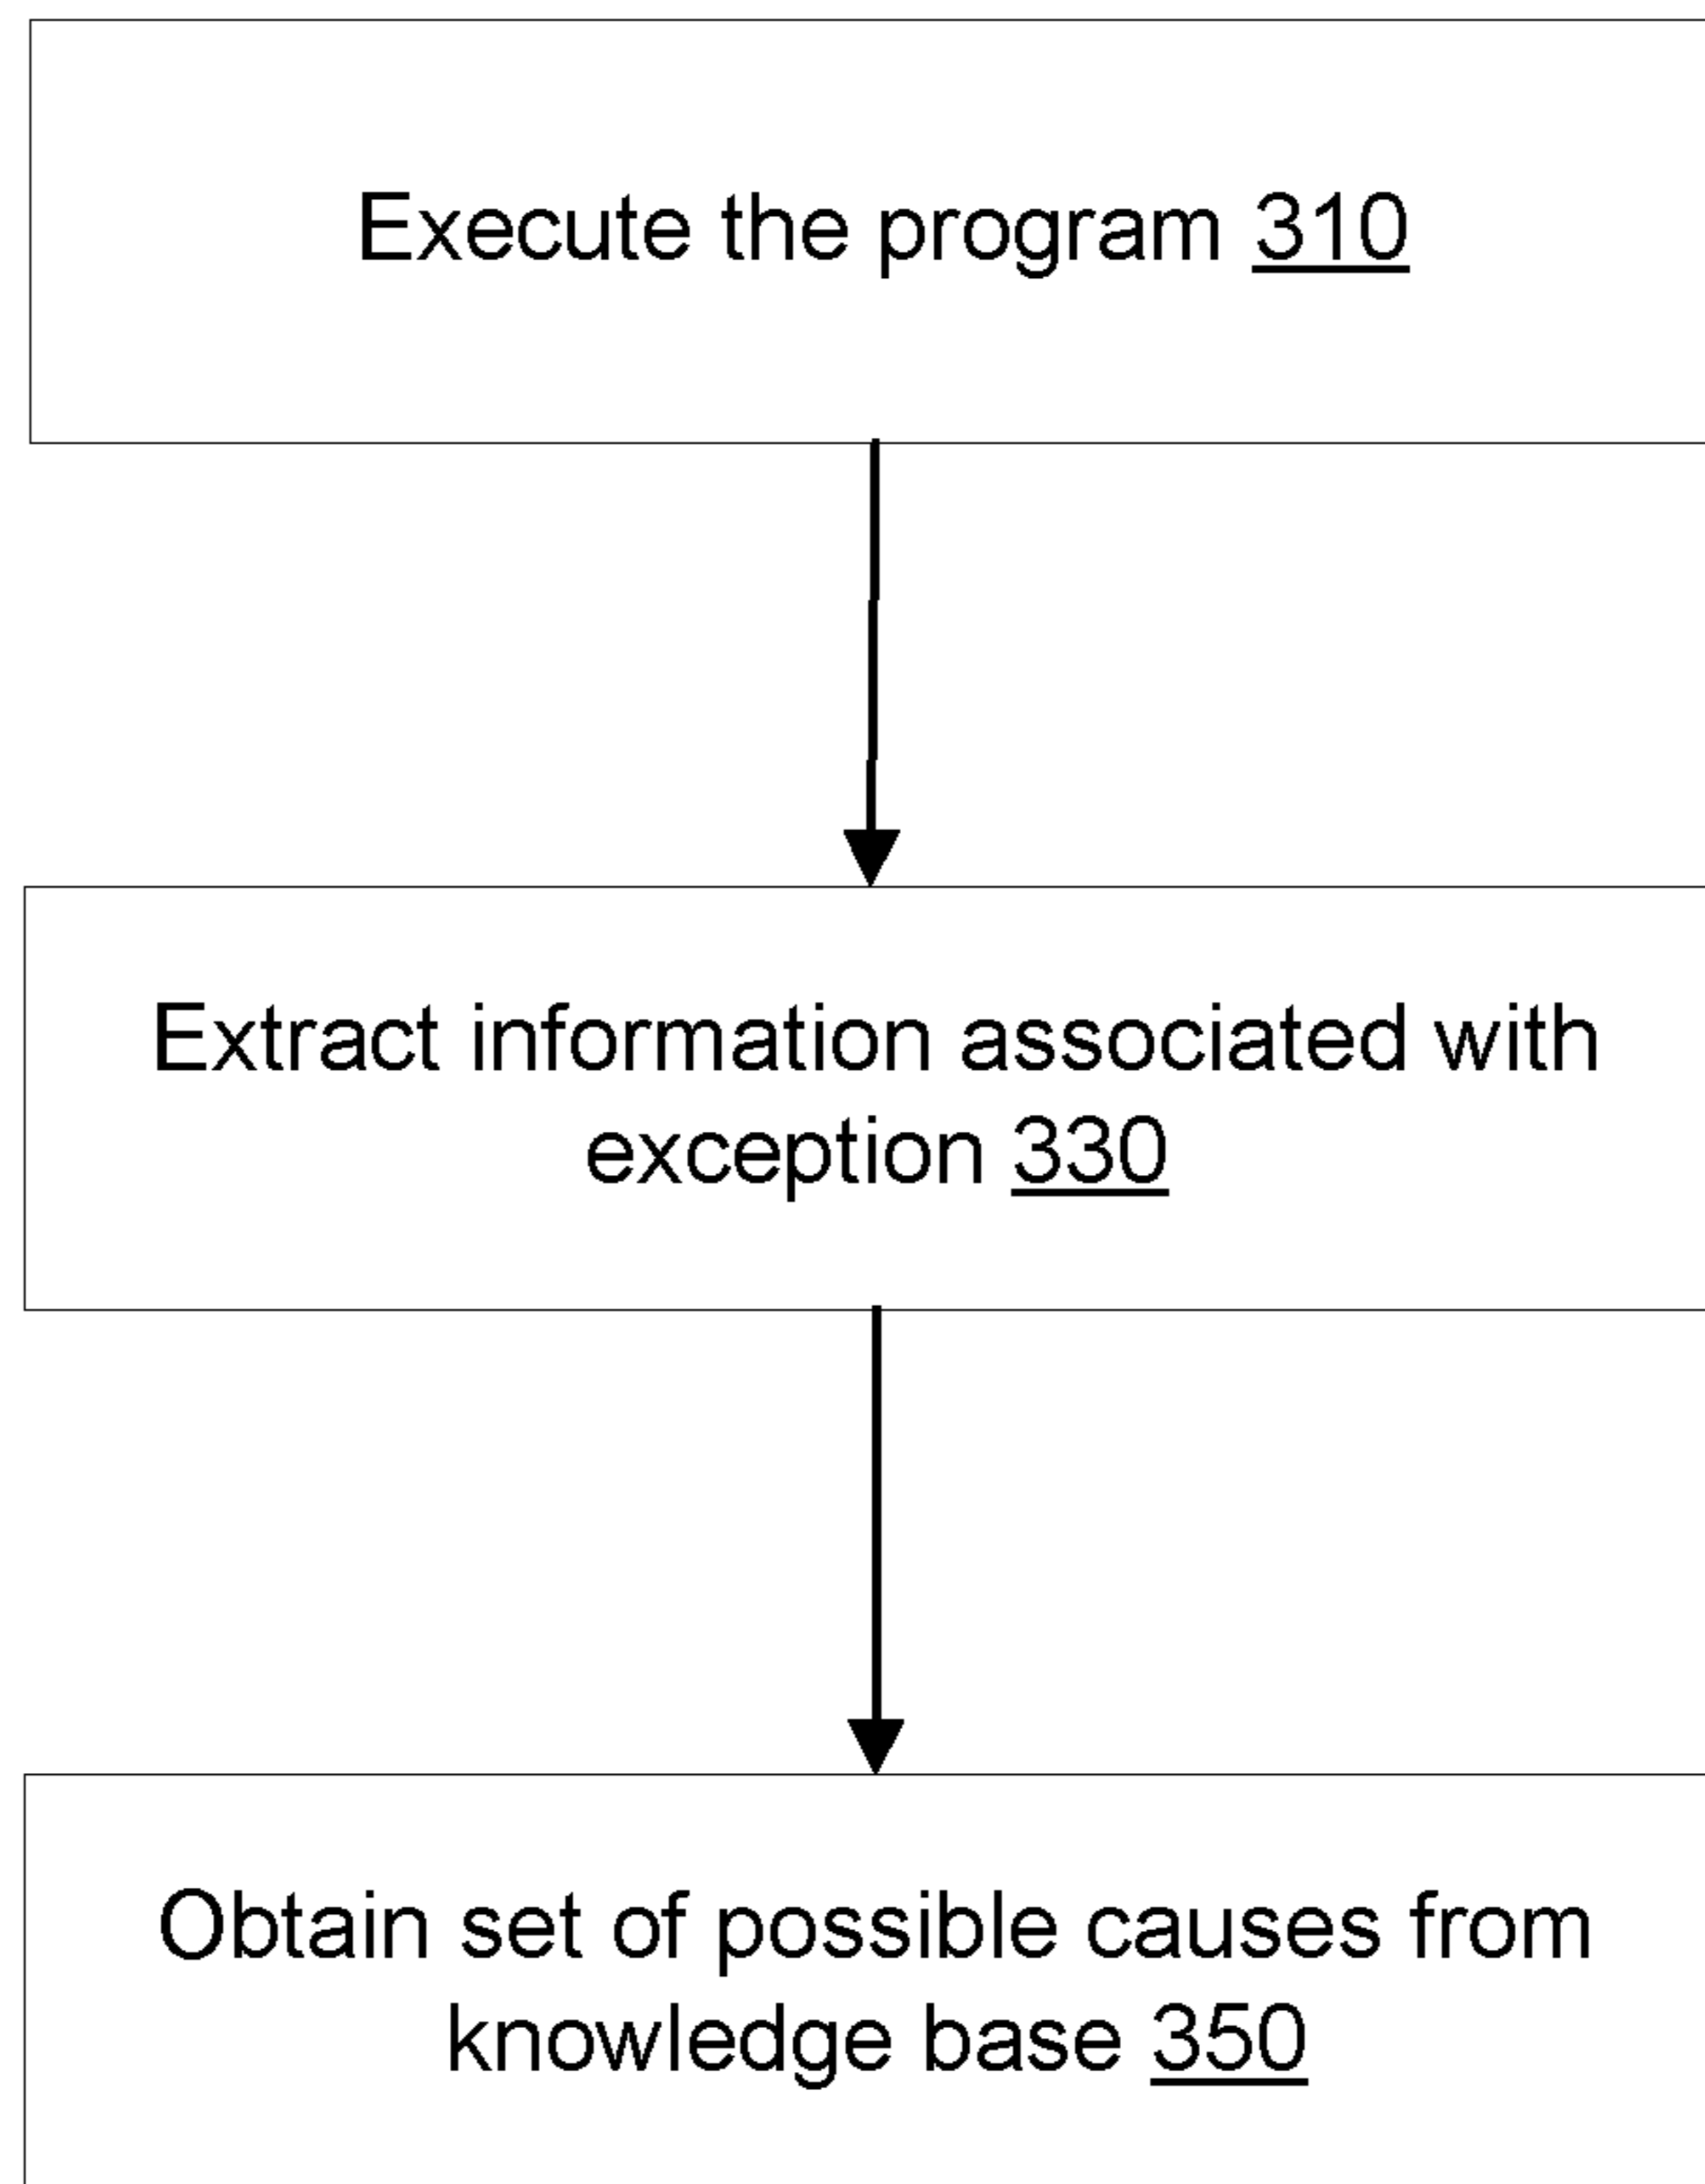 Execute the program 310
Extract information associated with
exception 330
Obtain set of possible causes from
knowledge base 350